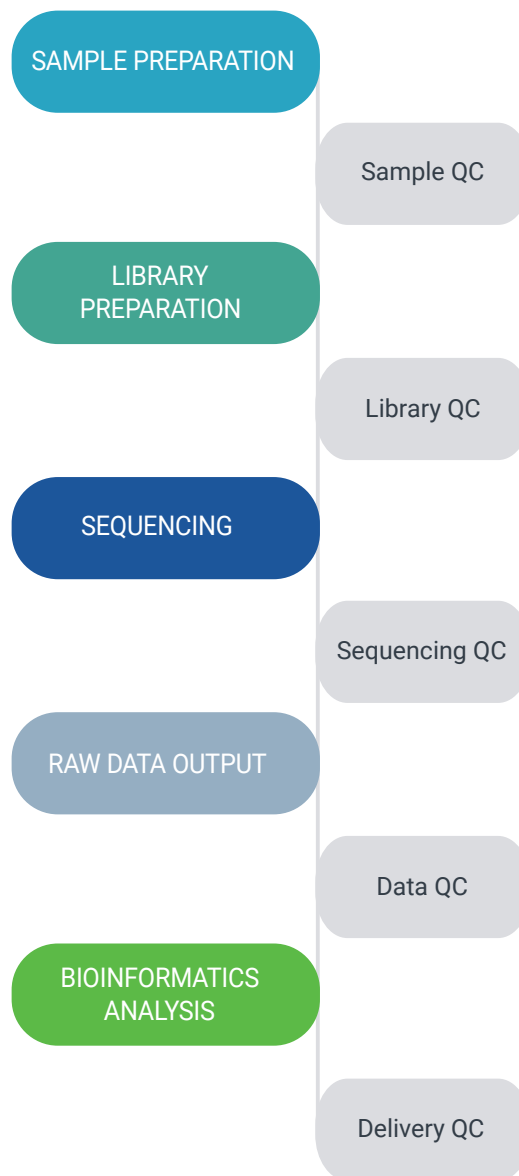 SAMPLE PREPARATION
Sample QC
LIBRARY
PREPARATION
Library QC
SEQUENCING
Sequencing QC
RAW DATA OUTPUT
Data QC
BIOINFORMATICS
ANALYSIS
Delivery QC